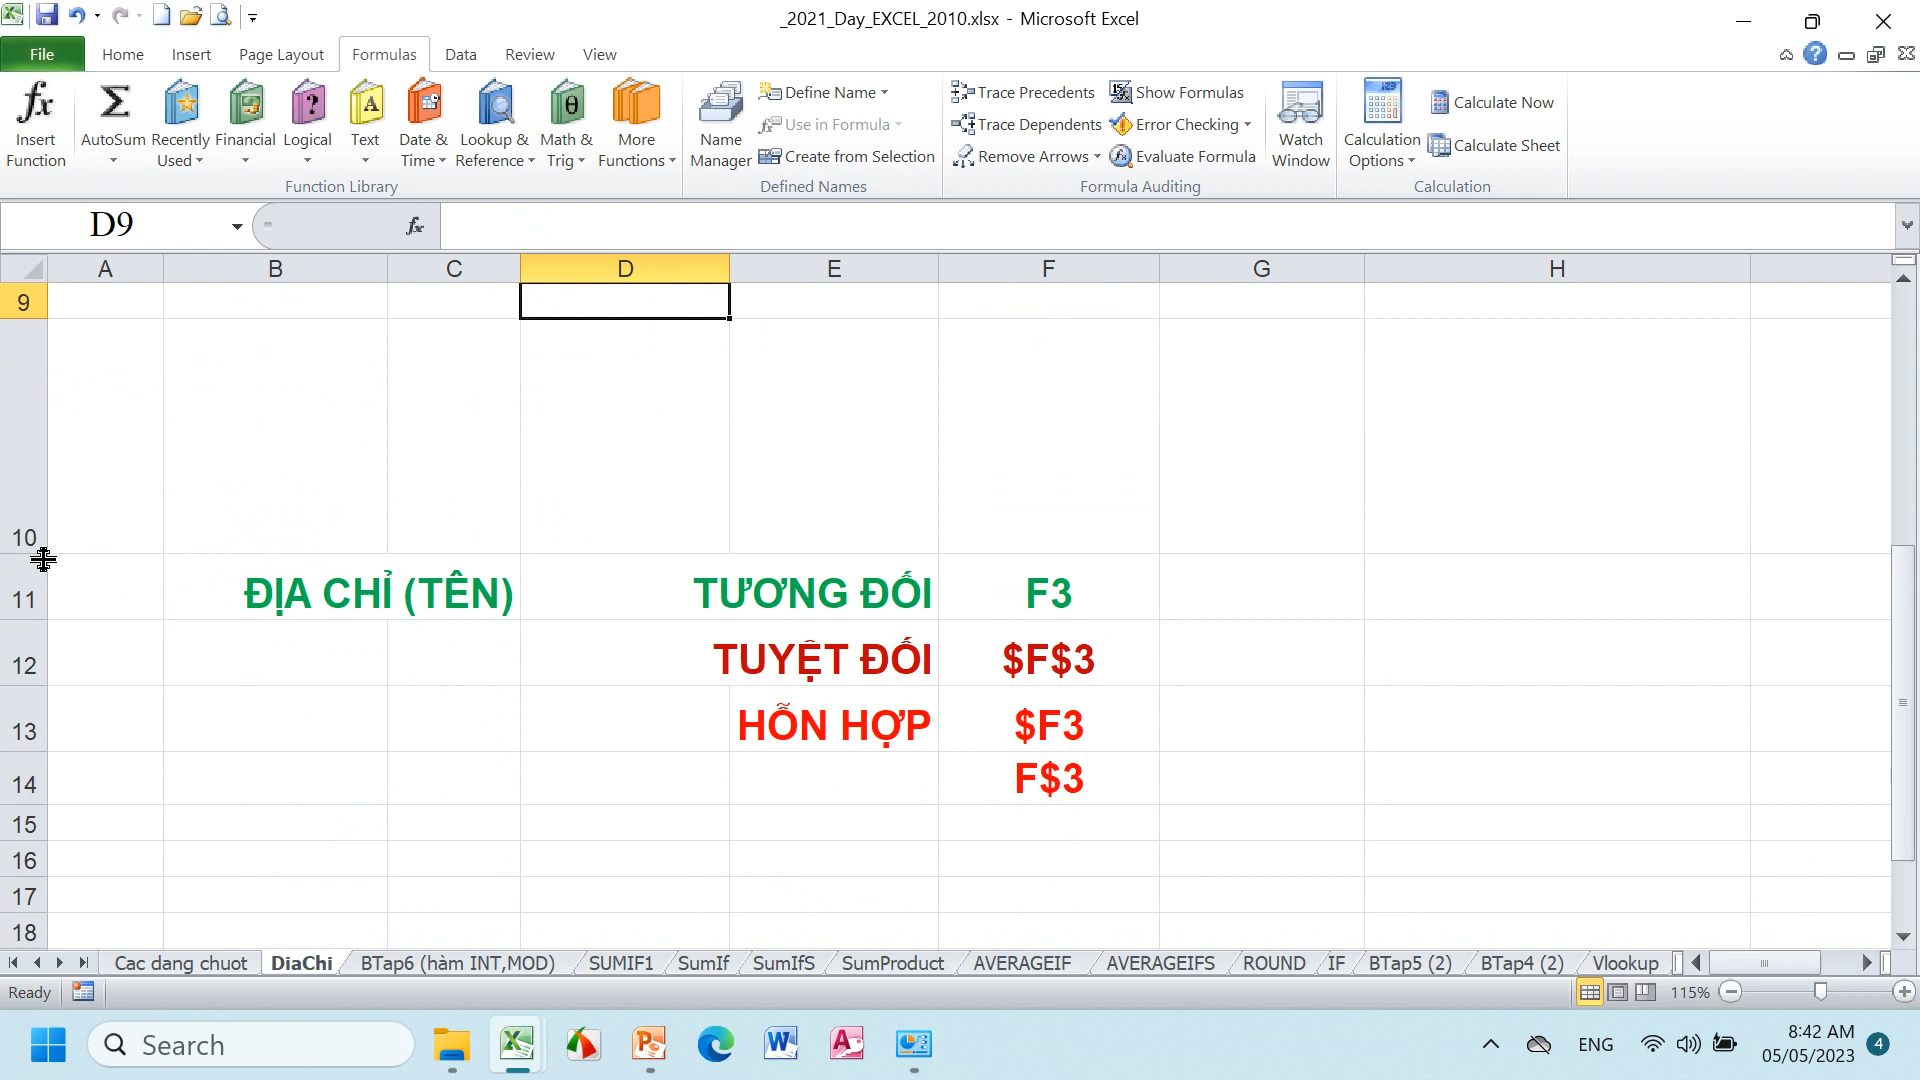 _2021_Day_EXCEL_2010.xlsx - Microsoft Excel
File Home Insert Page Layout Formulas Data Review View
Insert Function
AutoSum
Recently Used
Financial
Logical
Text
Date & Time
Lookup & Reference
Math & Trig
More Functions
Function Library
Name Manager
Define Name
Use in Formula
Create from Selection
Defined Names
Trace Precedents
Trace Dependents
Remove Arrows
Show Formulas
Error Checking
Evaluate Formula
Formula Auditing
Watch Window
Calculation Options
Calculate Now
Calculate Sheet
Calculation
D9 fx
A B C D E F G H
9
10
11 ĐỊA CHỈ (TÊN) TƯƠNG ĐỐI F3
12 TUYỆT ĐỐI $F$3
13 HỖN HỢP $F3
14 F$3
15
16
17
18
Cac dang chuot DiaChi BTap6 (hàm INT,MOD) SUMIF1 SumIf SumIfS SumProduct AVERAGEIF AVERAGEIFS ROUND IF BTap5 (2) BTap4 (2) Vlookup
Ready 115%
Search ENG 8:42 AM
05/05/2023 4